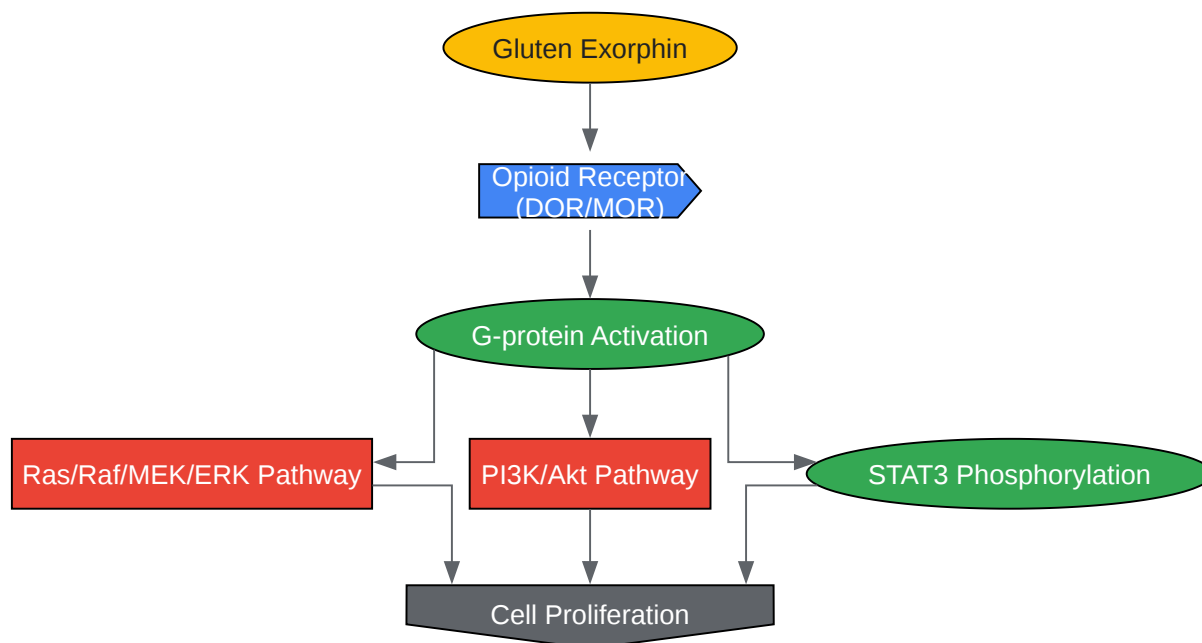 Gluten Exorphin
Opioid Receptor
(DOR/MOR)
G-protein Activation
Ras/Raf/MEK/ERK Pathway
PI3K/Akt Pathway
STAT3 Phosphorylation
Cell Proliferation